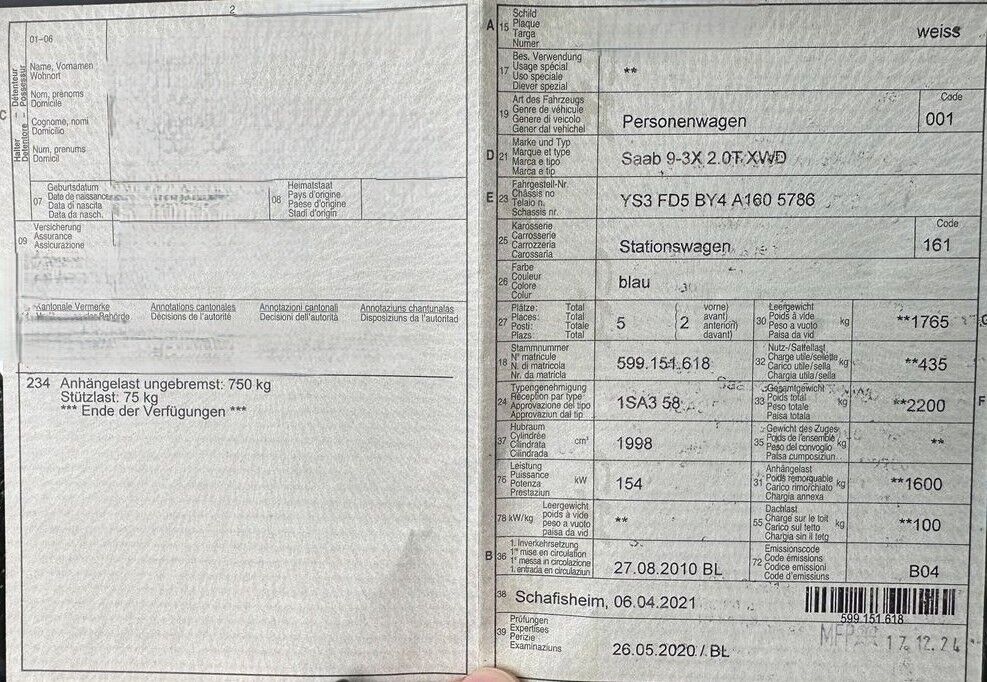 2
C
Halter – Détenteur
Detentore – Possessur
01–06
Name, Vornamen
Wohnort
Nom, prénoms
Domicile
Cognome, nomi
Domicilio
Num, prenums
Domicil
07
Geburtsdatum
Date de naissance
Data di nascita
Data da nasch.
08
Heimatstaat
Pays d'origine
Paese d'origine
Stadi d'origin
09
Versicherung
Assurance
Assicurazione
Kantonale Vermerke
Annotations cantonales
Décisions de l'autorité
Annotazioni cantonali
Decisioni dell'autorità
Annotaziuns chantunalas
Disposiziuns da l'autoritad
234 Anhängelast ungebremst: 750 kg
Stützlast: 75 kg
*** Ende der Verfügungen ***
A
15
Schild
Plaque
Targa
Numer
weiss
17
Bes. Verwendung
Usage spécial
Uso speciale
Diever spezial
**
19
Art des Fahrzeugs
Genre de véhicule
Genere di veicolo
Gener dal vehichel
Personenwagen
Code
001
D
21
Marke und Typ
Marque et type
Marca e tipo
Marca e tip
Saab 9-3X 2.0T XWD
E
23
Fahrgestell-Nr.
Châssis no
Telaio n.
Schassis nr.
YS3 FD5 BY4 A160 5786
25
Karosserie
Carrosserie
Carrozzeria
Carossaria
Stationswagen
Code
161
26
Farbe
Couleur
Colore
Colur
blau
27
Plätze: Total
Places: Total
Posti: Totale
Plazs: Total
5
( 2
vorne)
avant)
anteriori)
davant)
30
Leergewicht
Poids à vide
Peso a vuoto
Paisa da vid
kg
**1765
G
18
Stammnummer
N° matricule
N. di matricola
Nr. da matricla
599.151.618
32
Nutz-/Sattellast
Charge utile/sellette
Carico utile/sella
Chargia utila/sella
kg
**435
24
Typengenehmigung
Réception par type
Approvazione del tipo
Approvaziun dal tip
1SA3 58
33
Gesamtgewicht
Poids total
Peso totale
Paisa totala
kg
**2200
F
37
Hubraum
Cylindrée
Cilindrata
Cilindrada
cm³
1998
35
Gewicht des Zuges
Poids de l'ensemble
Peso del convoglio
Paisa cumposiziun
kg
**
76
Leistung
Puissance
Potenza
Prestaziun
kW
154
31
Anhängelast
Poids remorquable
Carico rimorchiato
Chargia annexa
kg
**1600
78 kW/kg
Leergewicht
poids à vide
peso a vuoto
paisa da vid
**
55
Dachlast
Charge sur le toit
Carico sul tetto
Chargia sin il tetg
kg
**100
B
36
1. Inverkehrsetzung
1re mise en circulation
1a messa in circolazione
1. entrada en circulaziun
27.08.2010 BL
72
Emissionscode
Code émissions
Codice emissioni
Code d'emissiuns
B04
38
Schafisheim, 06.04.2021
599.151.618
39
Prüfungen
Expertises
Perizie
Examinaziuns
26.05.2020 / BL
17.12.24